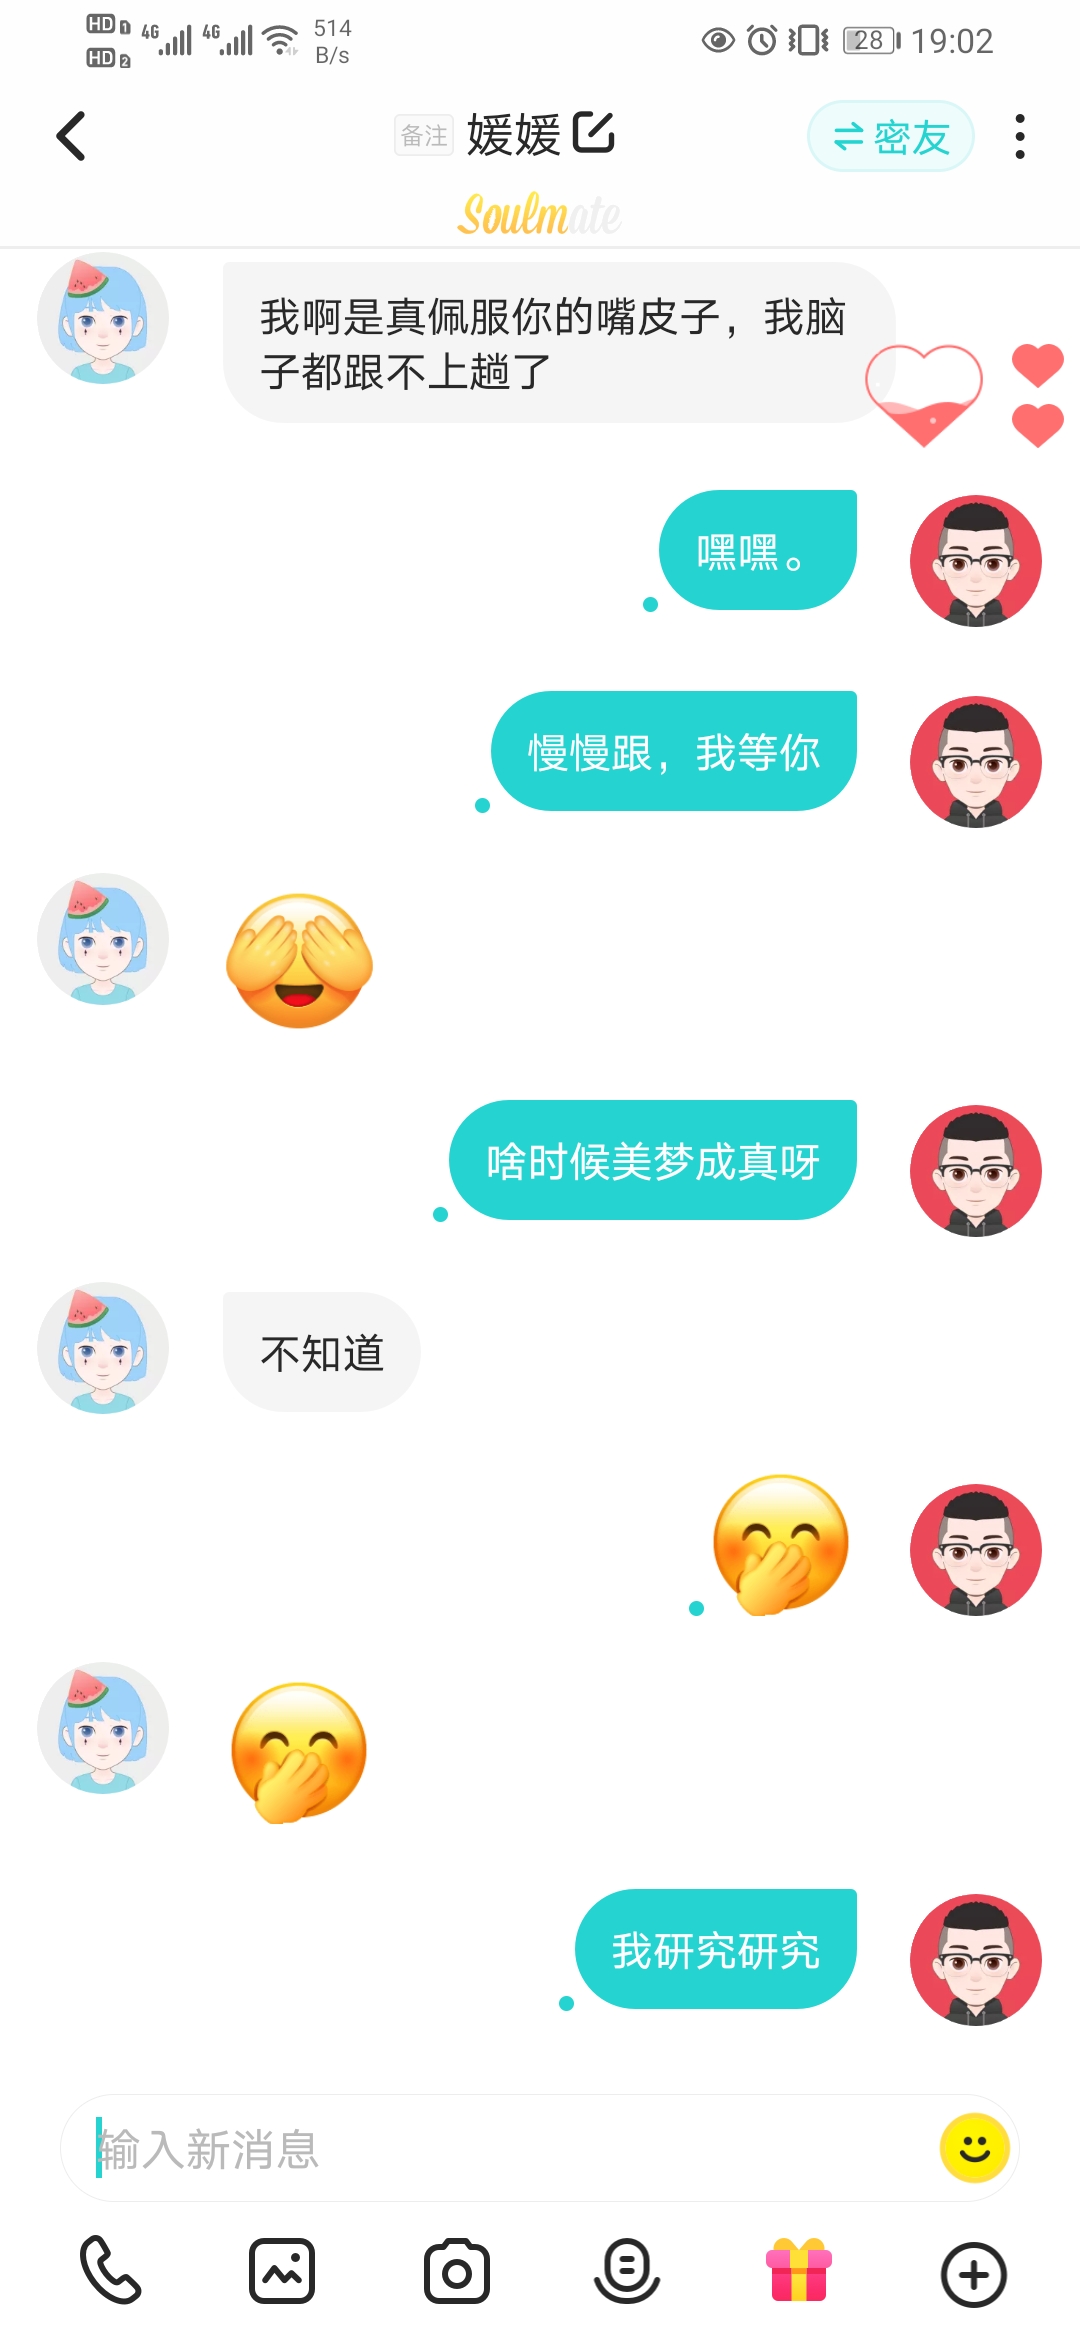 HD 1 4G 4G 514
HD 2 B/s
28 19:02
备注 媛媛 密友
Soulmate
我啊是真佩服你的嘴皮子，我脑
子都跟不上趟了
嘿嘿。
慢慢跟，我等你
啥时候美梦成真呀
不知道
我研究研究
输入新消息